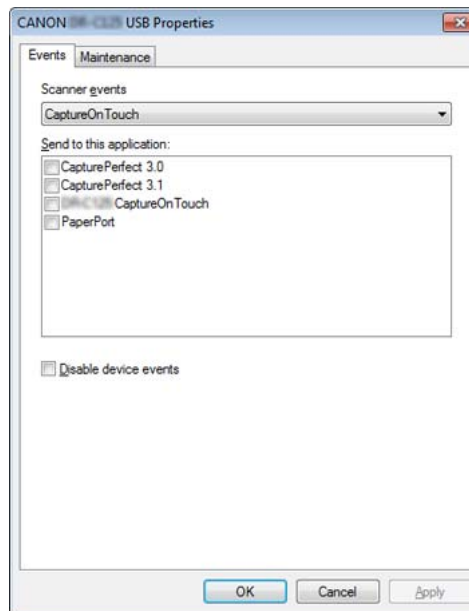 CANON USB Properties
Events
Maintenance
Scanner events
CaptureOnTouch
Send to this application:
CapturePerfect 3.0
CapturePerfect 3.1
CaptureOnTouch
PaperPort
Disable device events
OK
Cancel
Apply